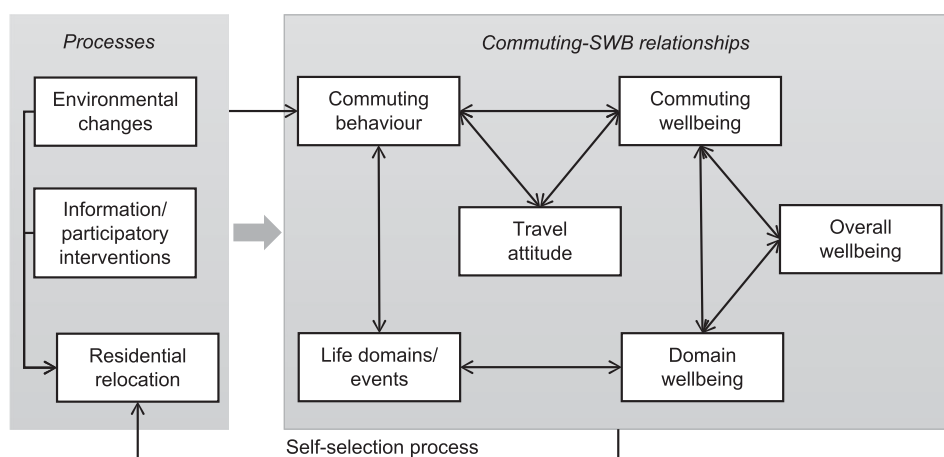 Processes
Environmental
changes
Information/
participatory
interventions
Residential
relocation
Commuting-SWB relationships
Commuting
behaviour
Commuting
wellbeing
Travel
attitude
Overall
wellbeing
Life domains/
events
Domain
wellbeing
Self-selection process